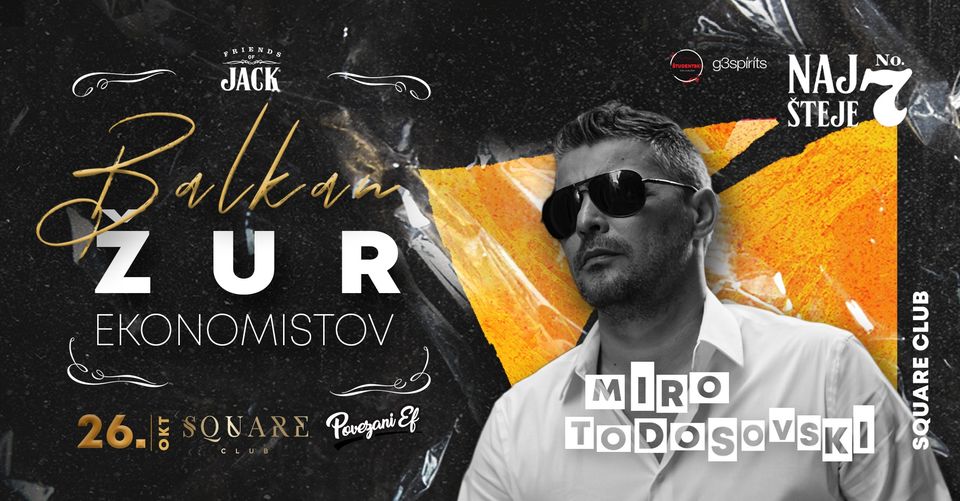 FRIENDS
OF
JACK
Balkan
ŽUR
EKONOMISTOV
26. OKT
SQUARE
CLUB
Povezani Ef
ŠTUDENTSKI
g3spirits
NAJ
ŠTEJE
No.
7
MIRO
TODOSOVSKI
SQUARE CLUB